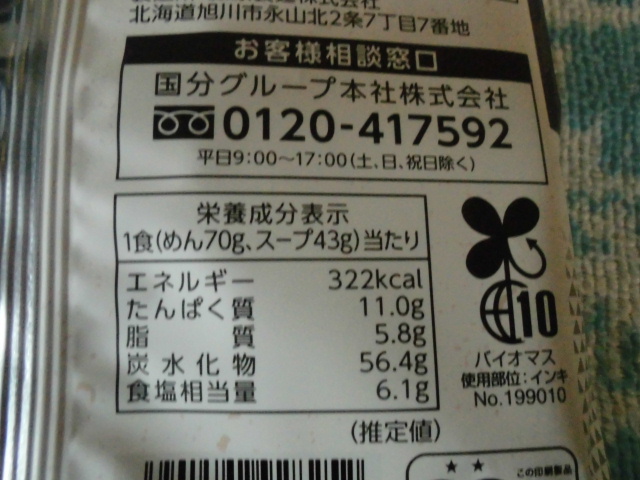 北海道旭川市永山北2条7丁目7番地
お客様相談窓口
国分グループ本社株式会社
0120-417592
平日9:00～17:00(土、日、祝日除く)
栄養成分表示
1食(めん70g、スープ43g)当たり
エネルギー 322kcal
たんぱく質 11.0g
脂質 5.8g
炭水化物 56.4g
食塩相当量 6.1g
(推定値)
10
バイオマス
使用部位:インキ
No.199010
この印刷製品